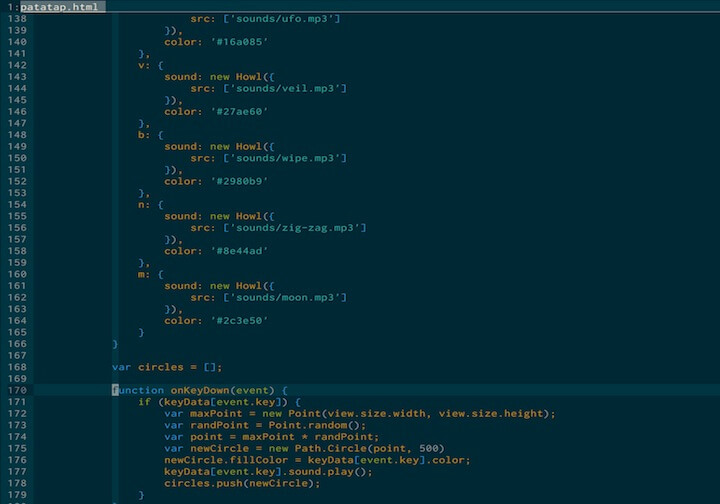 1:patatap.html
138 src: ['sounds/ufo.mp3']
139 }),
140 color: '#16a085'
141 },
142 v: {
143 sound: new Howl({
144 src: ['sounds/veil.mp3']
145 }),
146 color: '#27ae60'
147 },
148 b: {
149 sound: new Howl({
150 src: ['sounds/wipe.mp3']
151 }),
152 color: '#2980b9'
153 },
154 n: {
155 sound: new Howl({
156 src: ['sounds/zig-zag.mp3']
157 }),
158 color: '#8e44ad'
159 },
160 m: {
161 sound: new Howl({
162 src: ['sounds/moon.mp3']
163 }),
164 color: '#2c3e50'
165 }
166 }
167
168 var circles = [];
169
170 function onKeyDown(event) {
171 if (keyData[event.key]) {
172 var maxPoint = new Point(view.size.width, view.size.height);
173 var randPoint = Point.random();
174 var point = maxPoint * randPoint;
175 var newCircle = new Path.Circle(point, 500)
176 newCircle.fillColor = keyData[event.key].color;
177 keyData[event.key].sound.play();
178 circles.push(newCircle);
179 }